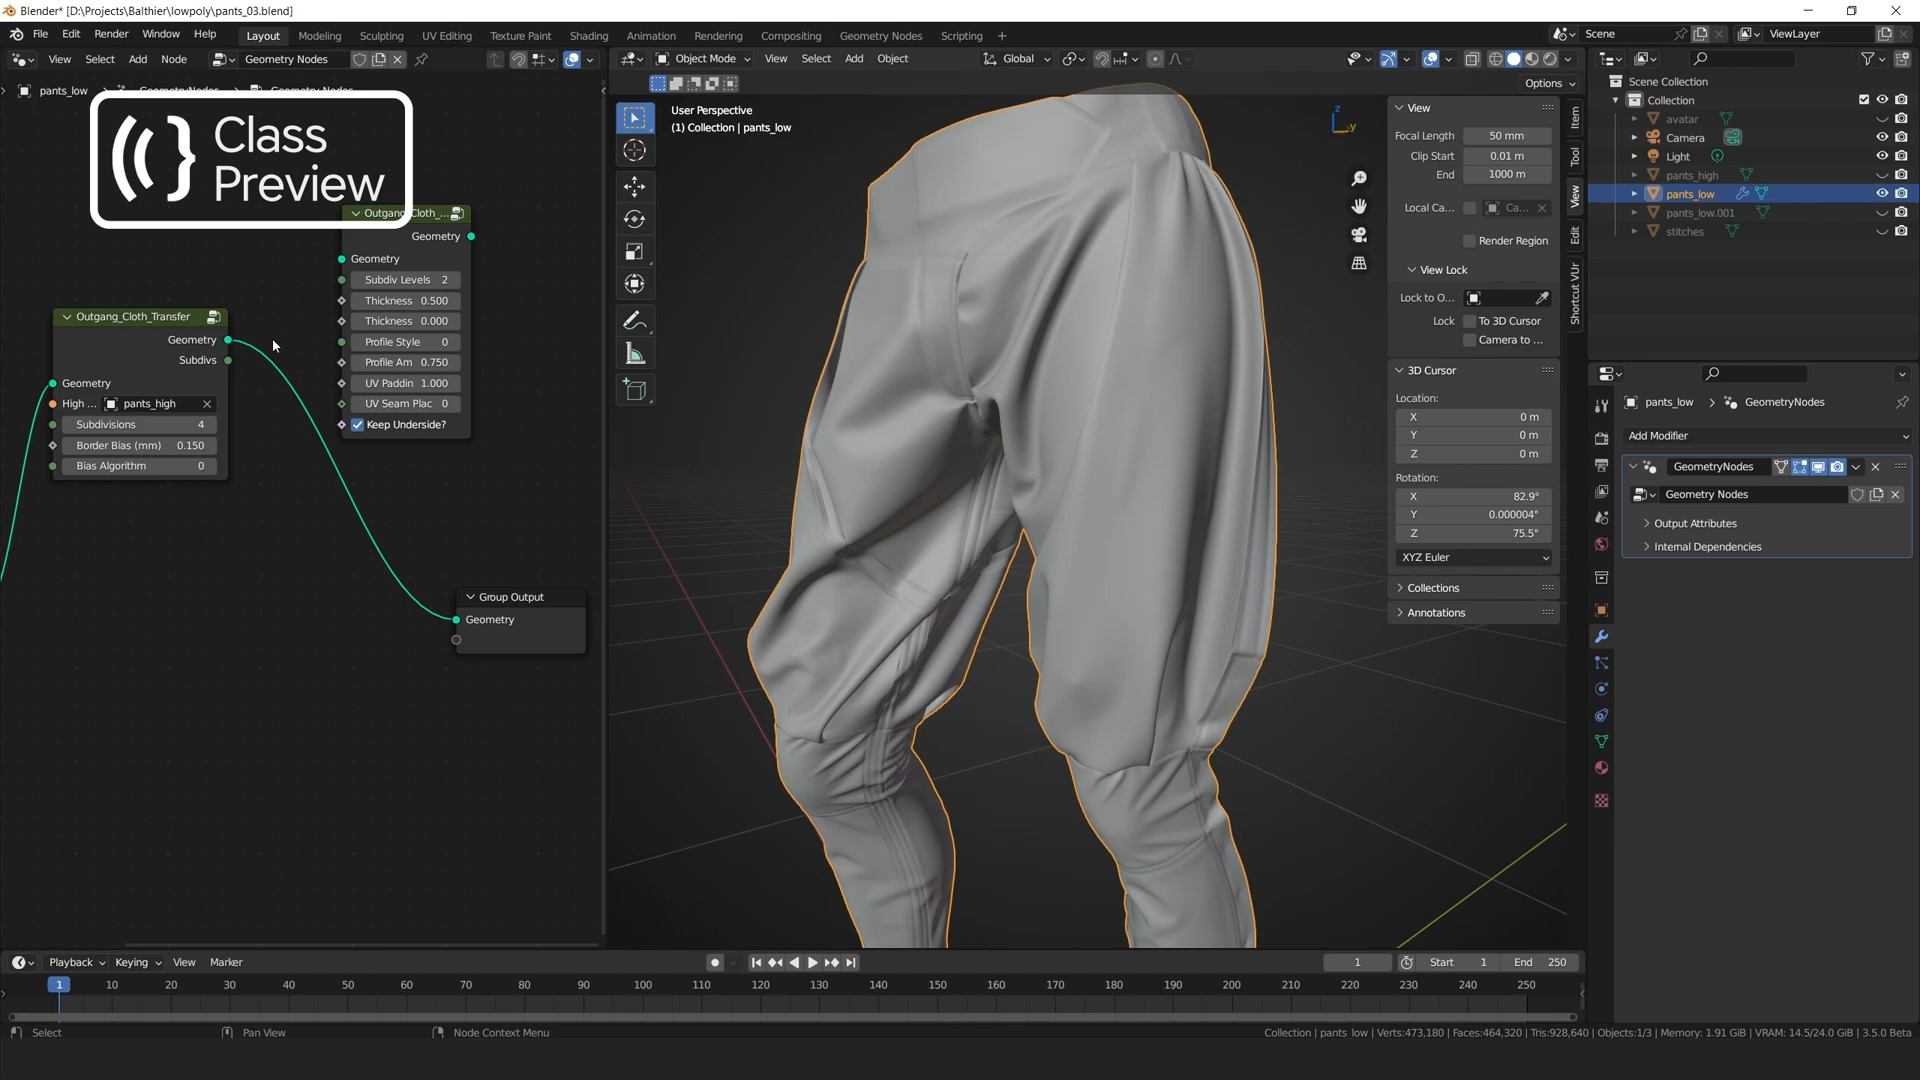 Blender* [D:\Projects\Balthier\lowpoly\pants_03.blend]
File Edit Render Window Help Layout Modeling Sculpting UV Editing Texture Paint Shading Animation Rendering Compositing Geometry Nodes Scripting + Scene ViewLayer
View Select Add Node Geometry Nodes Object Mode View Select Add Object Global
Options
pants_low
Class
Preview
Outgang_Cloth_...
Geometry
Geometry
Subdiv Levels 2
Thickness 0.500
Thickness 0.000
Profile Style 0
Profile Am 0.750
UV Paddin 1.000
UV Seam Plac 0
Keep Underside?
Outgang_Cloth_Transfer
Geometry
Subdivs
Geometry
High ... pants_high
Subdivisions 4
Border Bias (mm) 0.150
Bias Algorithm 0
Group Output
Geometry
User Perspective
(1) Collection | pants_low
Z
Y
View
Focal Length 50 mm
Clip Start 0.01 m
End 1000 m
Local Ca... Ca...
Render Region
View Lock
Lock to O...
Lock To 3D Cursor
Camera to ...
3D Cursor
Location:
X 0 m
Y 0 m
Z 0 m
Rotation:
X 82.9°
Y 0.000004°
Z 75.5°
XYZ Euler
Collections
Annotations
Item
Tool
View
Edit
Shortcut VUr
Scene Collection
Collection
avatar
Camera
Light
pants_high
pants_low
pants_low.001
stitches
pants_low > GeometryNodes
Add Modifier
GeometryNodes
Geometry Nodes
Output Attributes
Internal Dependencies
Playback Keying View Marker 1 Start 1 End 250
1 10 20 30 40 50 60 70 80 90 100 110 120 130 140 150 160 170 180 190 200 210 220 230 240 250
Select Pan View Node Context Menu Collection | pants_low | Verts:473,180 | Faces:464,320 | Tris:928,640 | Objects:1/3 | Memory: 1.91 GiB | VRAM: 14.5/24.0 GiB | 3.5.0 Beta